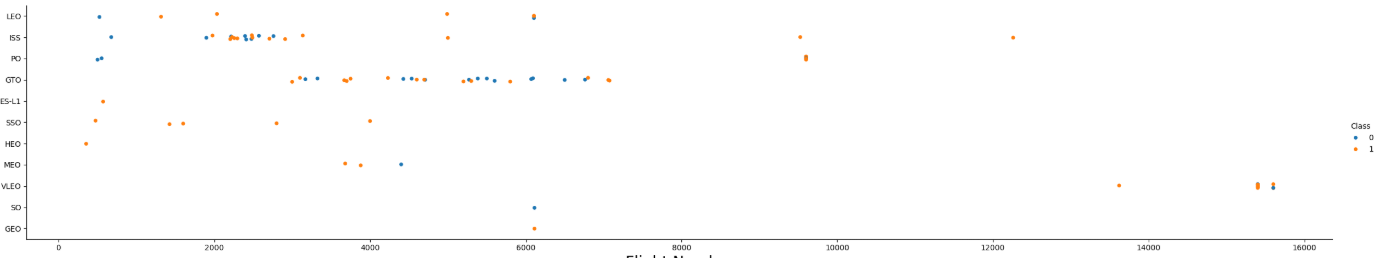 LEO
ISS
PO
GTO
ES-L1
SSO
HEO
MEO
VLEO
SO
GEO
0 2000 4000 6000 8000 10000 12000 14000 16000
Class
0
1